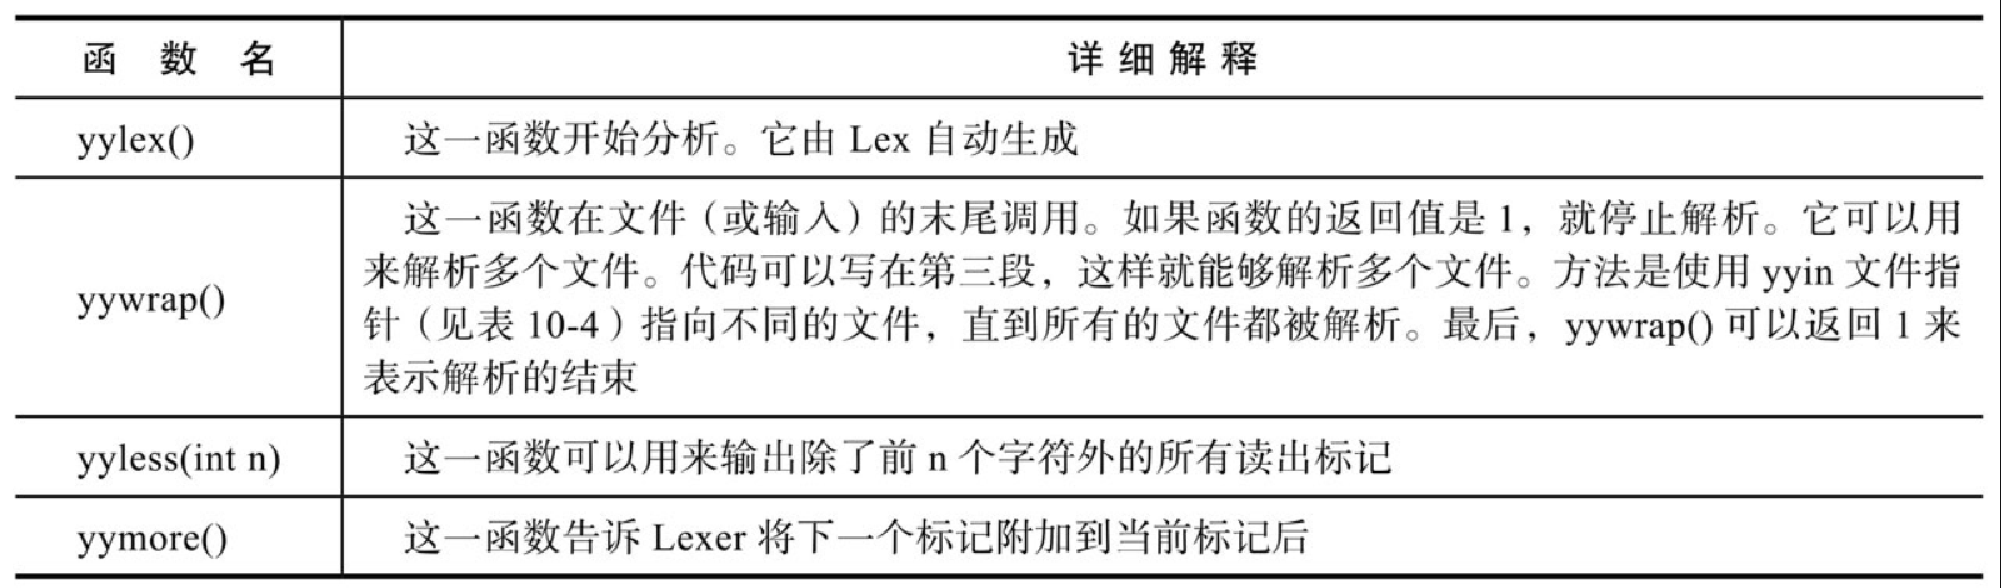 函 数 名
详 细 解 释
yylex()
这一函数开始分析。它由 Lex 自动生成
yywrap()
这一函数在文件（或输入）的末尾调用。如果函数的返回值是 1，就停止解析。它可以用
来解析多个文件。代码可以写在第三段，这样就能够解析多个文件。方法是使用 yyin 文件指
针（见表 10-4）指向不同的文件，直到所有的文件都被解析。最后，yywrap() 可以返回 1 来
表示解析的结束
yyless(int n)
这一函数可以用来输出除了前 n 个字符外的所有读出标记
yymore()
这一函数告诉 Lexer 将下一个标记附加到当前标记后